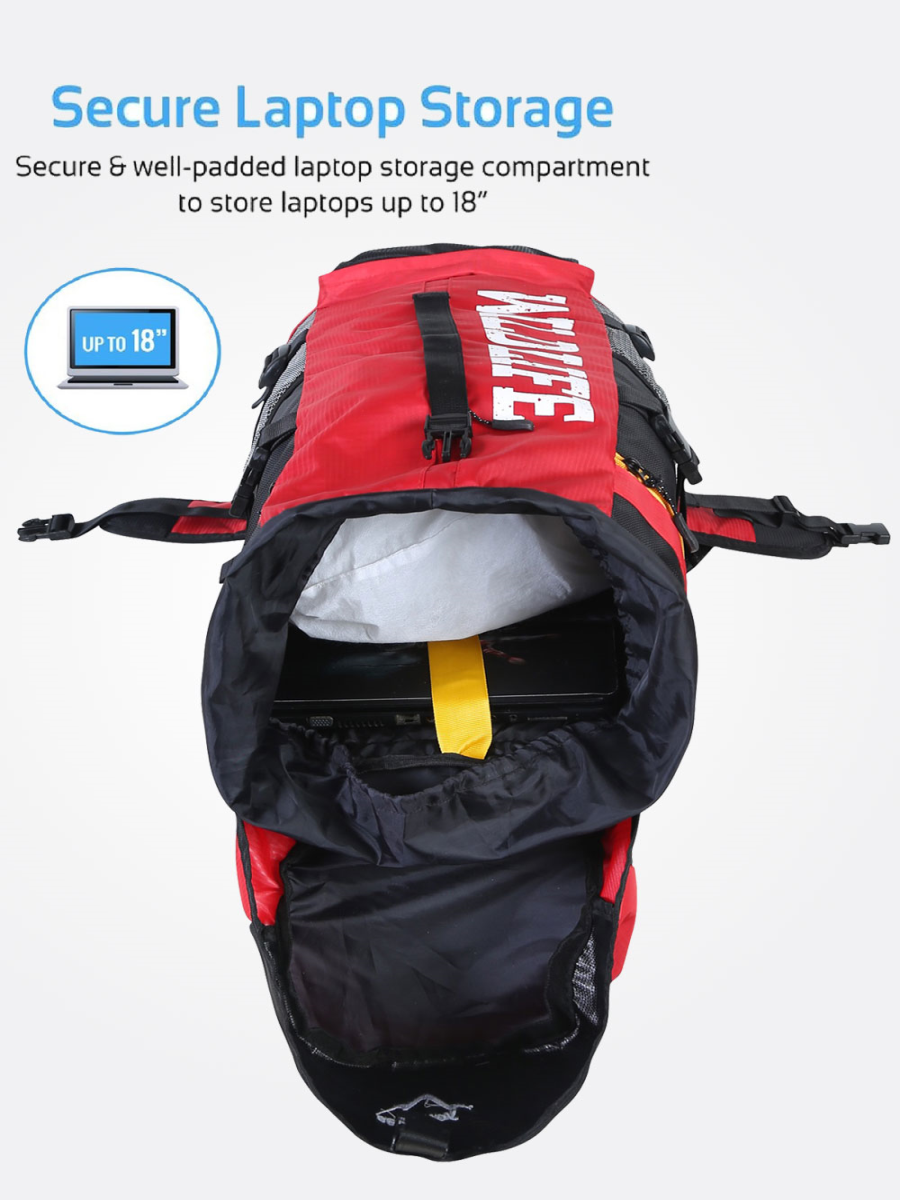 Secure Laptop Storage
Secure & well-padded laptop storage compartment
to store laptops up to 18”
UP TO 18”